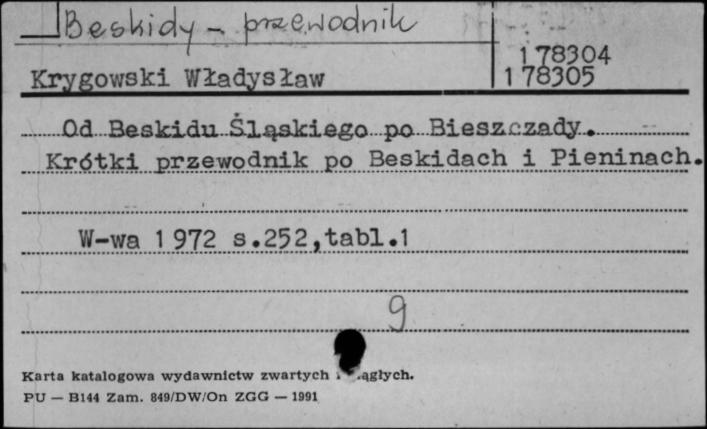 Beskidy - przewodnik
178304
Krygowski Władysław 178305
Od Beskidu Śląskiego po Bieszczady.
Krótki przewodnik po Beskidach i Pieninach.
W-wa 1972 s.252,tabl.1
9
Karta katalogowa wydawnictw zwartych
PU — B144 Zam. 849/DW/On ZGG — 1991